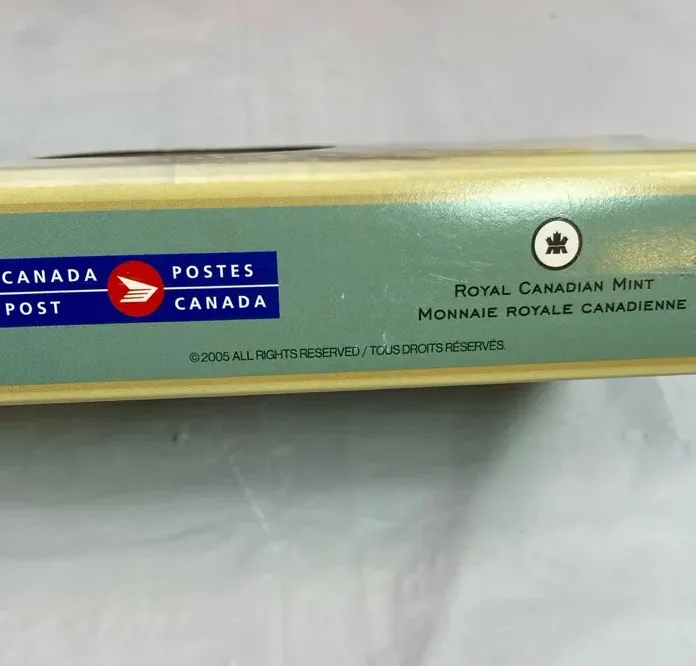 CANADA POSTES
POST CANADA
ROYAL CANADIAN MINT
MONNAIE ROYALE CANADIENNE
© 2005 ALL RIGHTS RESERVED / TOUS DROITS RÉSERVÉS.